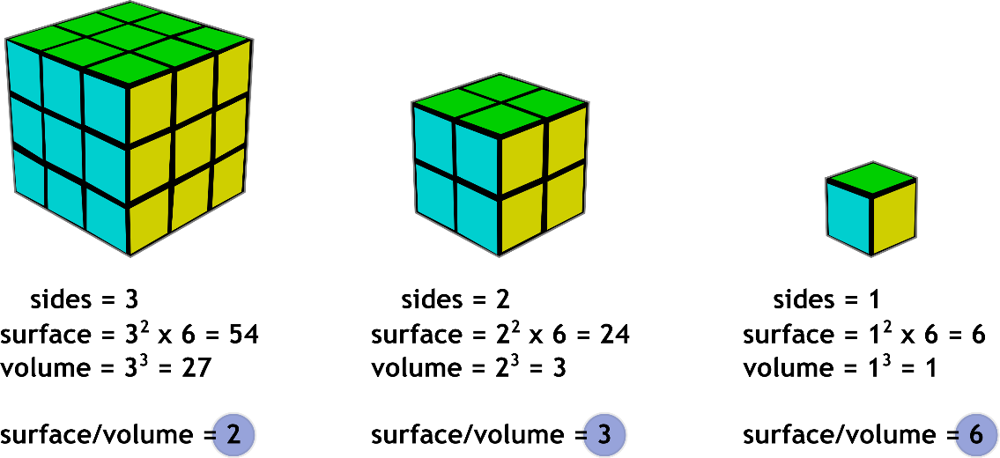 sides = 3
surface = 3² x 6 = 54
volume = 3³ = 27
surface/volume = 2
sides = 2
surface = 2² x 6 = 24
volume = 2³ = 3
surface/volume = 3
sides = 1
surface = 1² x 6 = 6
volume = 1³ = 1
surface/volume = 6